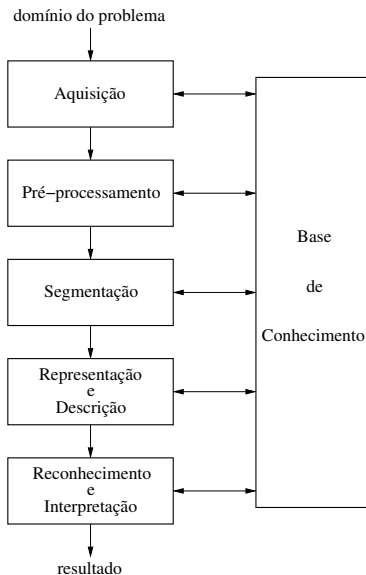 domínio do problema
Aquisição
Pré−processamento
Segmentação
Representação
e
Descrição
Reconhecimento
e
Interpretação
resultado
Base
de
Conhecimento